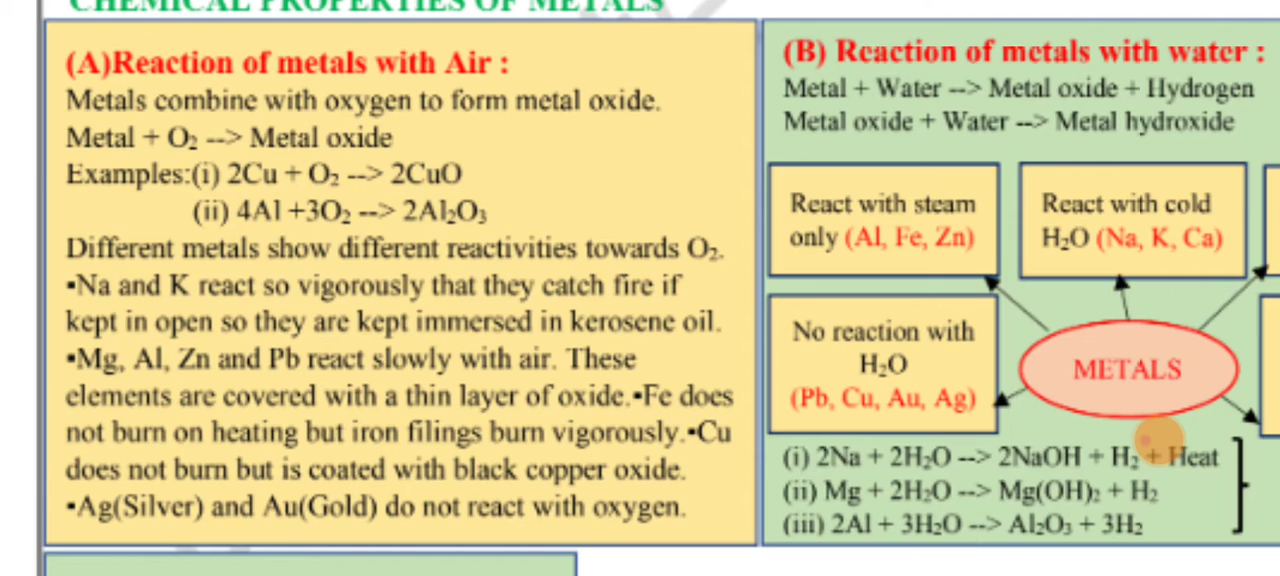 CHEMICAL PROPERTIES OF METALS
(A)Reaction of metals with Air :
Metals combine with oxygen to form metal oxide.
Metal + O₂ --> Metal oxide
Examples:(i) 2Cu + O₂ --> 2CuO
(ii) 4Al +3O₂ --> 2Al₂O₃
Different metals show different reactivities towards O₂.
▪Na and K react so vigorously that they catch fire if
kept in open so they are kept immersed in kerosene oil.
▪Mg, Al, Zn and Pb react slowly with air. These
elements are covered with a thin layer of oxide.▪Fe does
not burn on heating but iron filings burn vigorously.▪Cu
does not burn but is coated with black copper oxide.
▪Ag(Silver) and Au(Gold) do not react with oxygen.
(B) Reaction of metals with water :
Metal + Water --> Metal oxide + Hydrogen
Metal oxide + Water --> Metal hydroxide
React with steam
only (Al, Fe, Zn)
React with cold
H₂O (Na, K, Ca)
No reaction with
H₂O
(Pb, Cu, Au, Ag)
METALS
(i) 2Na + 2H₂O --> 2NaOH + H₂ + Heat
(ii) Mg + 2H₂O --> Mg(OH)₂ + H₂
(iii) 2Al + 3H₂O --> Al₂O₃ + 3H₂